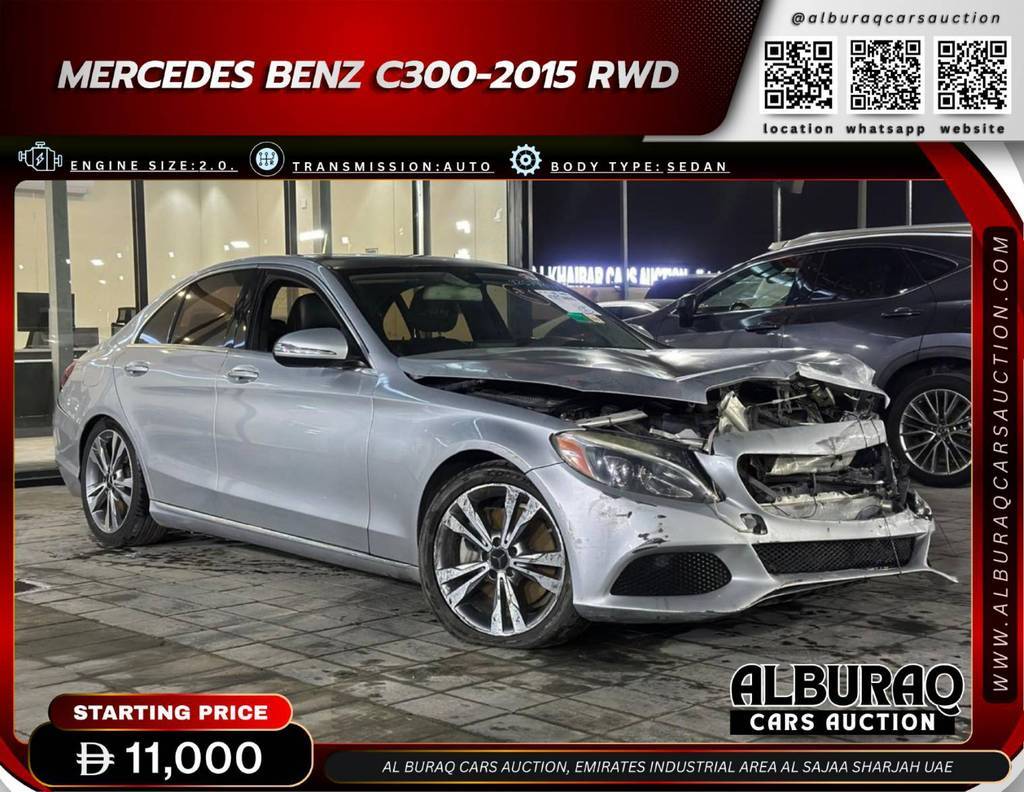 @alburaqcarsauction
MERCEDES BENZ C300-2015 RWD
location whatsapp website
ENGINE SIZE:2.0. TRANSMISSION:AUTO BODY TYPE: SEDAN
WWW.ALBURAQCARSAUCTION.COM
ALBURAQ
CARS AUCTION
STARTING PRICE
11,000
AL BURAQ CARS AUCTION, EMIRATES INDUSTRIAL AREA AL SAJAA SHARJAH UAE